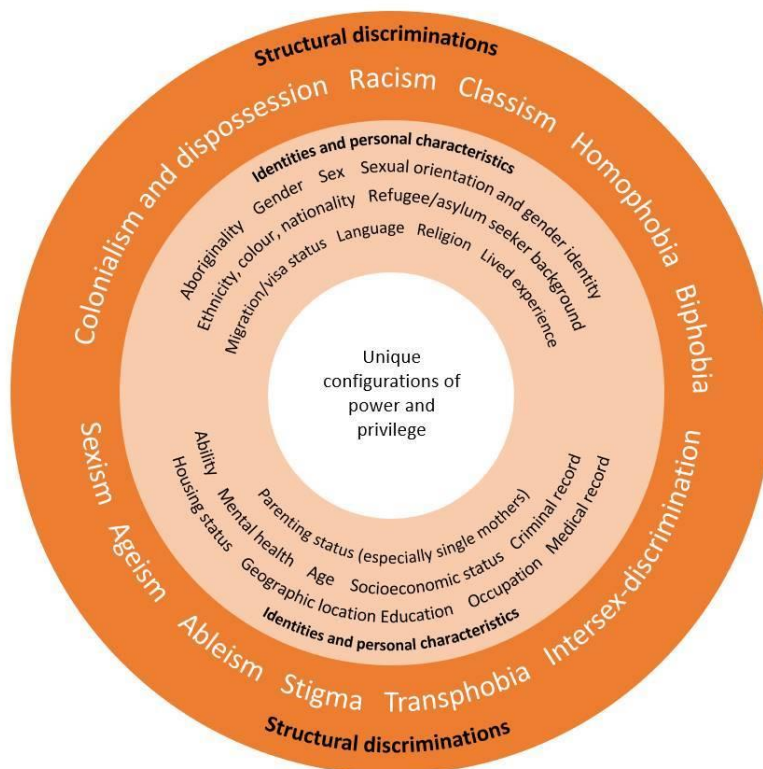 Structural discriminations
Colonialism and dispossession Racism Classism Homophobia Biphobia
Identities and personal characteristics
Aboriginality Gender Sex Sexual orientation and gender identity
Ethnicity, colour, nationality Refugee/asylum seeker background
Migration/visa status Language Religion Lived experience
Unique
configurations of
power and
privilege
Parenting status (especially single mothers)
Ability Mental health Age Socioeconomic status Criminal record
Housing status Geographic location Education Occupation Medical record
Identities and personal characteristics
Sexism Ageism Ableism Stigma Transphobia Intersex-discrimination
Structural discriminations